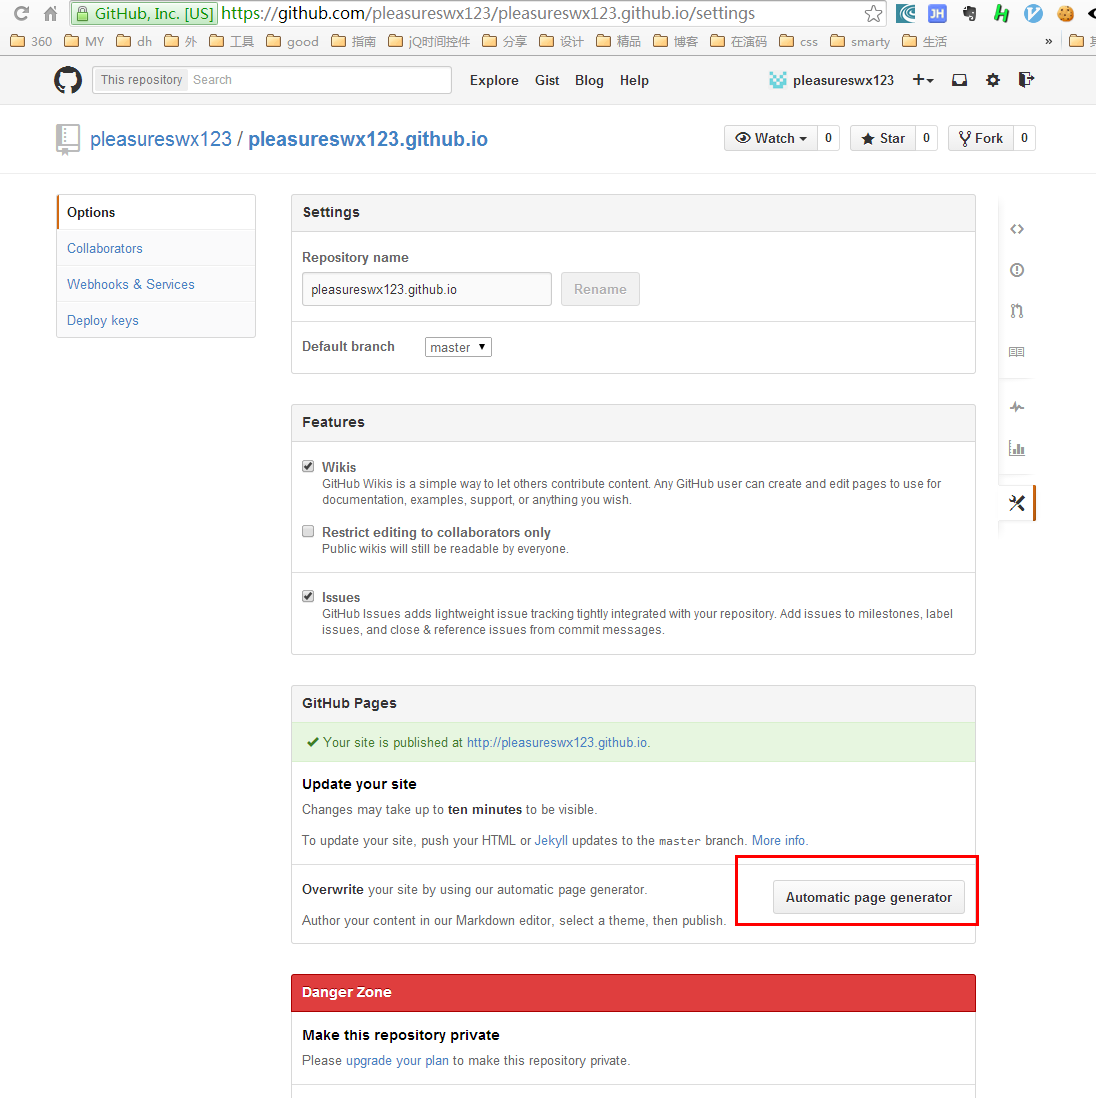 GitHub, Inc. [US] https://github.com/pleasureswx123/pleasureswx123.github.io/settings
JH
360 MY dh 外 工具 good 指南 jQ时间控件 分享 设计 精品 博客 在演码 css smarty 生活 »
This repository Search Explore Gist Blog Help pleasureswx123
pleasureswx123 / pleasureswx123.github.io Watch 0 Star 0 Fork 0
Options
Collaborators
Webhooks & Services
Deploy keys
Settings
Repository name
pleasureswx123.github.io Rename
Default branch master
Features
Wikis
GitHub Wikis is a simple way to let others contribute content. Any GitHub user can create and edit pages to use for
documentation, examples, support, or anything you wish.
Restrict editing to collaborators only
Public wikis will still be readable by everyone.
Issues
GitHub Issues adds lightweight issue tracking tightly integrated with your repository. Add issues to milestones, label
issues, and close & reference issues from commit messages.
GitHub Pages
Your site is published at http://pleasureswx123.github.io.
Update your site
Changes may take up to ten minutes to be visible.
To update your site, push your HTML or Jekyll updates to the master branch. More info.
Overwrite your site by using our automatic page generator.
Author your content in our Markdown editor, select a theme, then publish.
Automatic page generator
Danger Zone
Make this repository private
Please upgrade your plan to make this repository private.